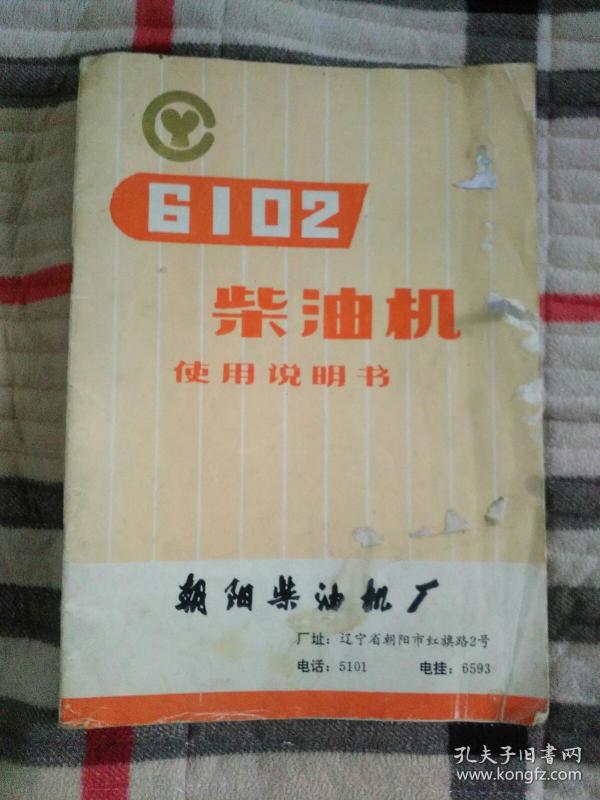 6102
柴油机
使用说明书
朝阳柴油机厂
厂址：辽宁省朝阳市红旗路2号
电话：5101 电挂：6593
孔夫子旧书网
www.kongfz.com